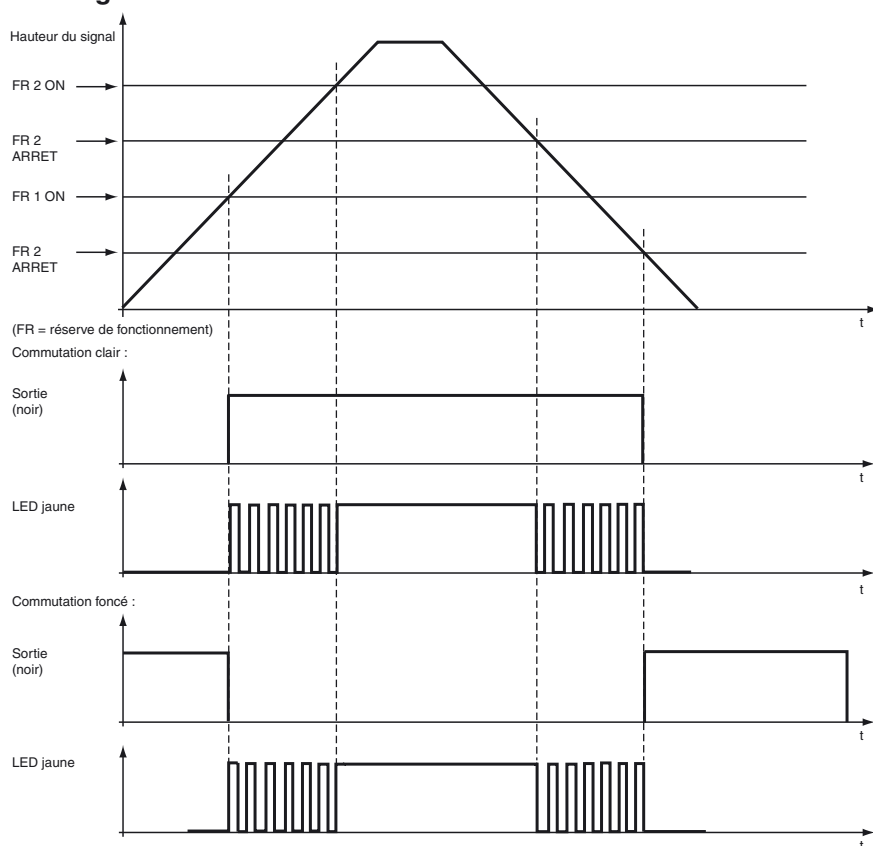 Hauteur du signal
FR 2 ON
FR 2
ARRET
FR 1 ON
FR 2
ARRET
t
(FR = réserve de fonctionnement)
Commutation clair :
Sortie
(noir)
t
LED jaune
t
Commutation foncé :
Sortie
(noir)
t
LED jaune
t